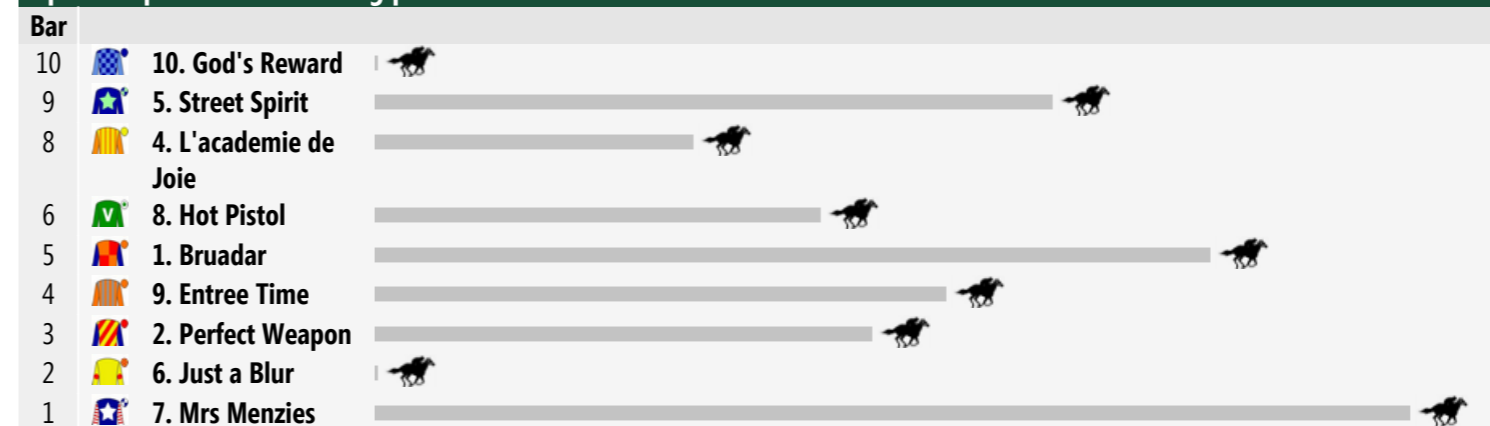 Bar
10 10. God's Reward
9 5. Street Spirit
8 4. L'academie de
Joie
6 V 8. Hot Pistol
5 1. Bruadar
4 9. Entree Time
3 2. Perfect Weapon
2 6. Just a Blur
1 7. Mrs Menzies